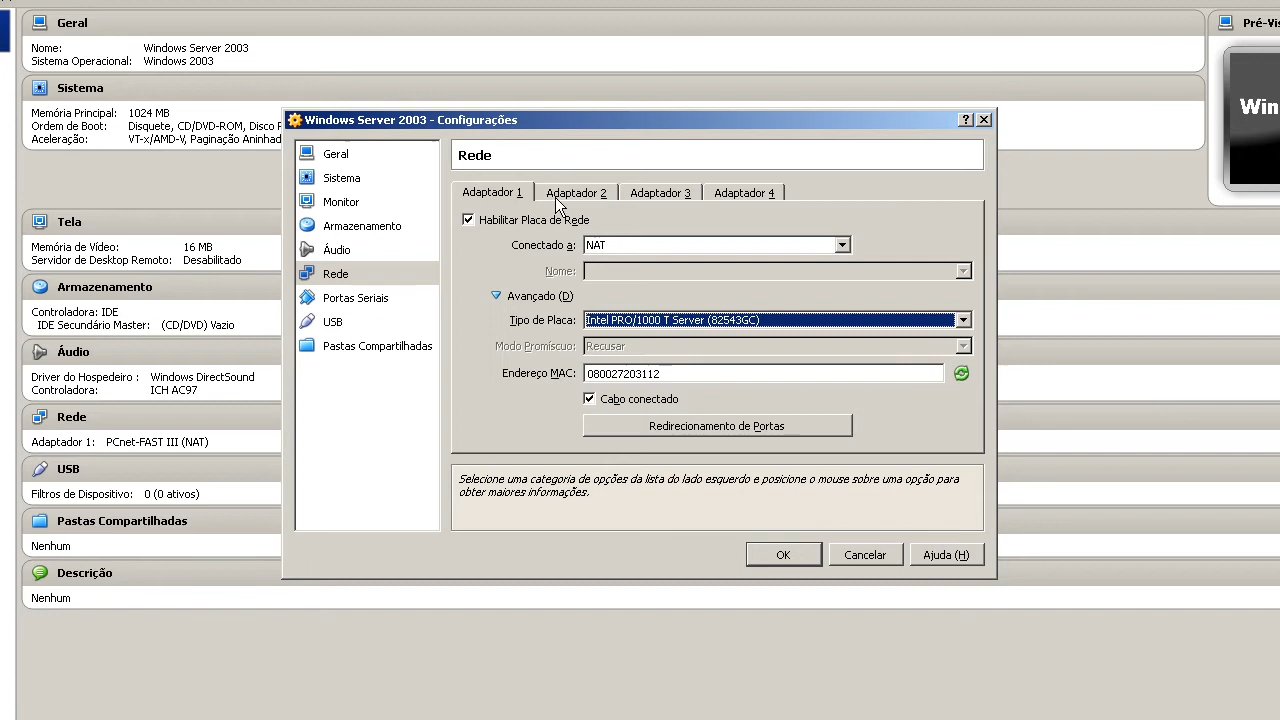 Geral
Nome: Windows Server 2003
Sistema Operacional: Windows 2003
Sistema
Memória Principal: 1024 MB
Ordem de Boot: Disquete, CD/DVD-ROM, Disco
Aceleração: VT-x/AMD-V, Paginação Aninhad
Tela
Memória de Vídeo: 16 MB
Servidor de Desktop Remoto: Desabilitado
Armazenamento
Controladora: IDE
IDE Secundário Master: (CD/DVD) Vazio
Áudio
Driver do Hospedeiro : Windows DirectSound
Controladora: ICH AC97
Rede
Adaptador 1: PCnet-FAST III (NAT)
USB
Filtros de Dispositivo: 0 (0 ativos)
Pastas Compartilhadas
Nenhum
Descrição
Nenhum
Pré-Vis
Win
Windows Server 2003 - Configurações
Geral
Sistema
Monitor
Armazenamento
Áudio
Rede
Portas Seriais
USB
Pastas Compartilhadas
Rede
Adaptador 1 Adaptador 2 Adaptador 3 Adaptador 4
Habilitar Placa de Rede
Conectado a: NAT
Nome:
Avançado (D)
Tipo de Placa: Intel PRO/1000 T Server (82543GC)
Modo Promíscuo: Recusar
Endereço MAC: 080027203112
Cabo conectado
Redirecionamento de Portas
Selecione uma categoria de opções da lista do lado esquerdo e posicione o mouse sobre uma opção para
obter maiores informações.
OK Cancelar Ajuda (H)